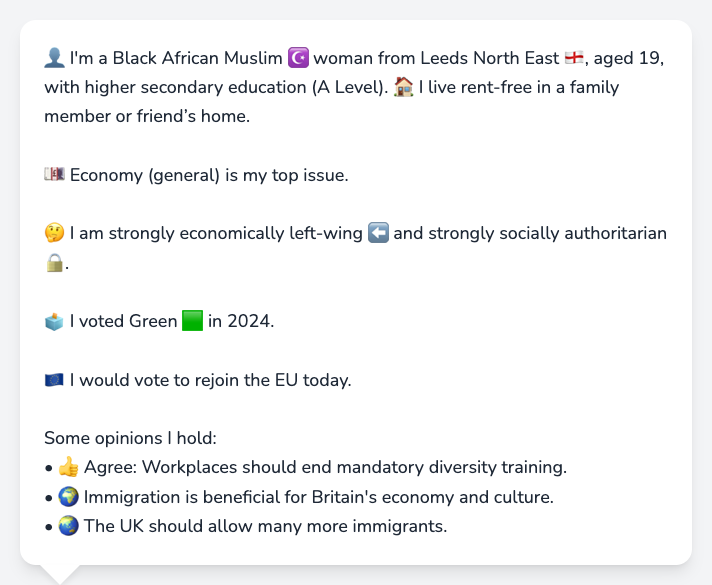 👤 I'm a Black African Muslim ☪️ woman from Leeds North East 🏴󠁧󠁢󠁥󠁮󠁧󠁿, aged 19,
with higher secondary education (A Level). 🏠 I live rent-free in a family
member or friend’s home.
💷 Economy (general) is my top issue.
🤔 I am strongly economically left-wing ⬅️ and strongly socially authoritarian
🔒.
🗳️ I voted Green 🟩 in 2024.
🇪🇺 I would vote to rejoin the EU today.
Some opinions I hold:
• 👍 Agree: Workplaces should end mandatory diversity training.
• 🌍 Immigration is beneficial for Britain's economy and culture.
• 🌏 The UK should allow many more immigrants.